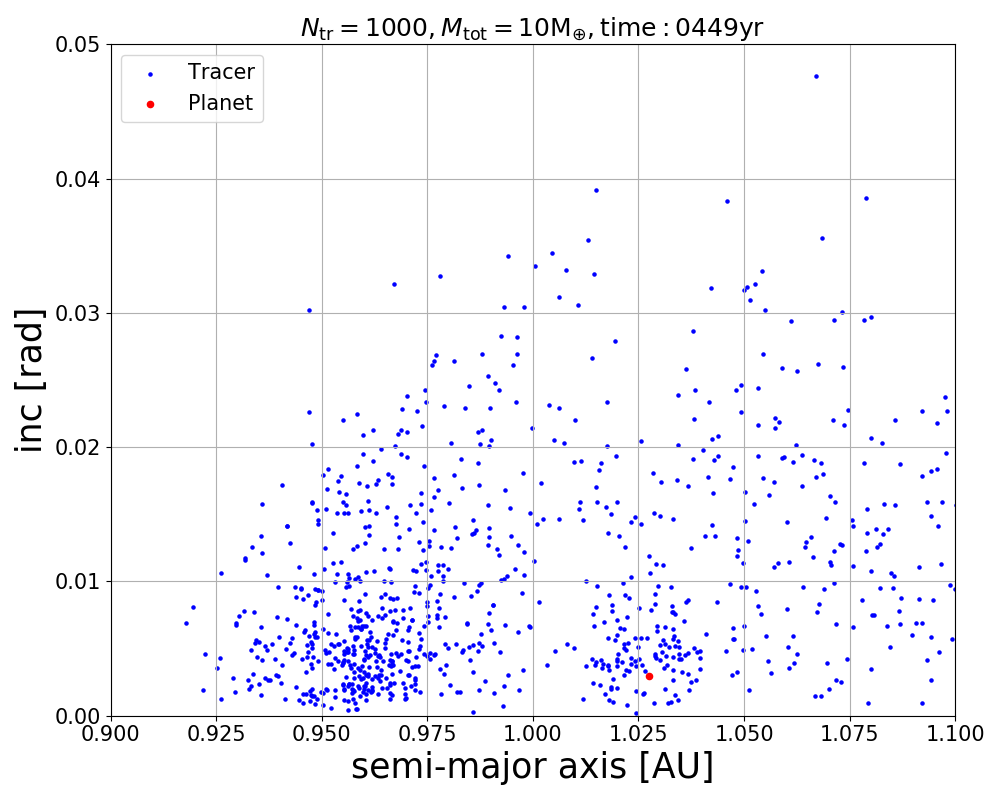 N_tr = 1000, M_tot = 10M_⊕, time : 0449yr
0.05
Tracer
Planet
0.04
0.03
inc [rad]
0.02
0.01
0.00
0.900 0.925 0.950 0.975 1.000 1.025 1.050 1.075 1.100
semi-major axis [AU]